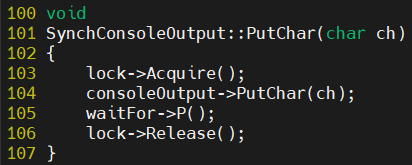 100 void
101 SynchConsoleOutput::PutChar(char ch)
102 {
103     lock->Acquire();
104     consoleOutput->PutChar(ch);
105     waitFor->P();
106     lock->Release();
107 }